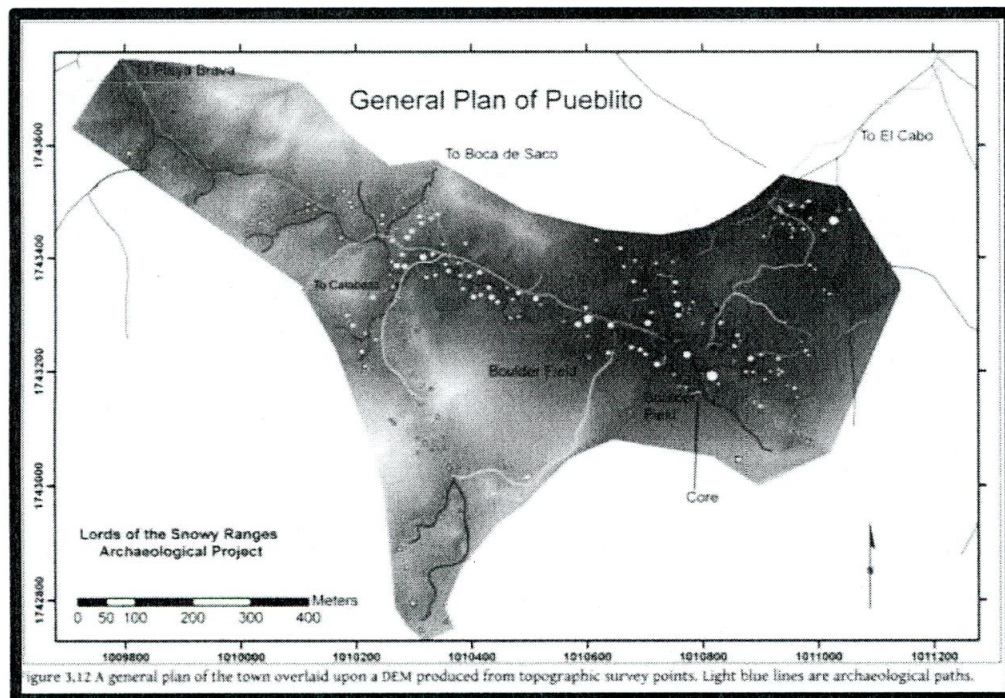 El Playa Brava
General Plan of Pueblito
To El Cabo
To Boca de Saco
To Calabazo
Boulder Field
Boulder
Field
Core
Lords of the Snowy Ranges
Archaeological Project
Meters
0 50 100 200 300 400
1743600
1743400
1743200
1743000
1742800
1009800 1010000 1010200 1010400 1010600 1010800 1011000 1011200
igure 3.12 A general plan of the town overlaid upon a DEM produced from topographic survey points. Light blue lines are archaeological paths.